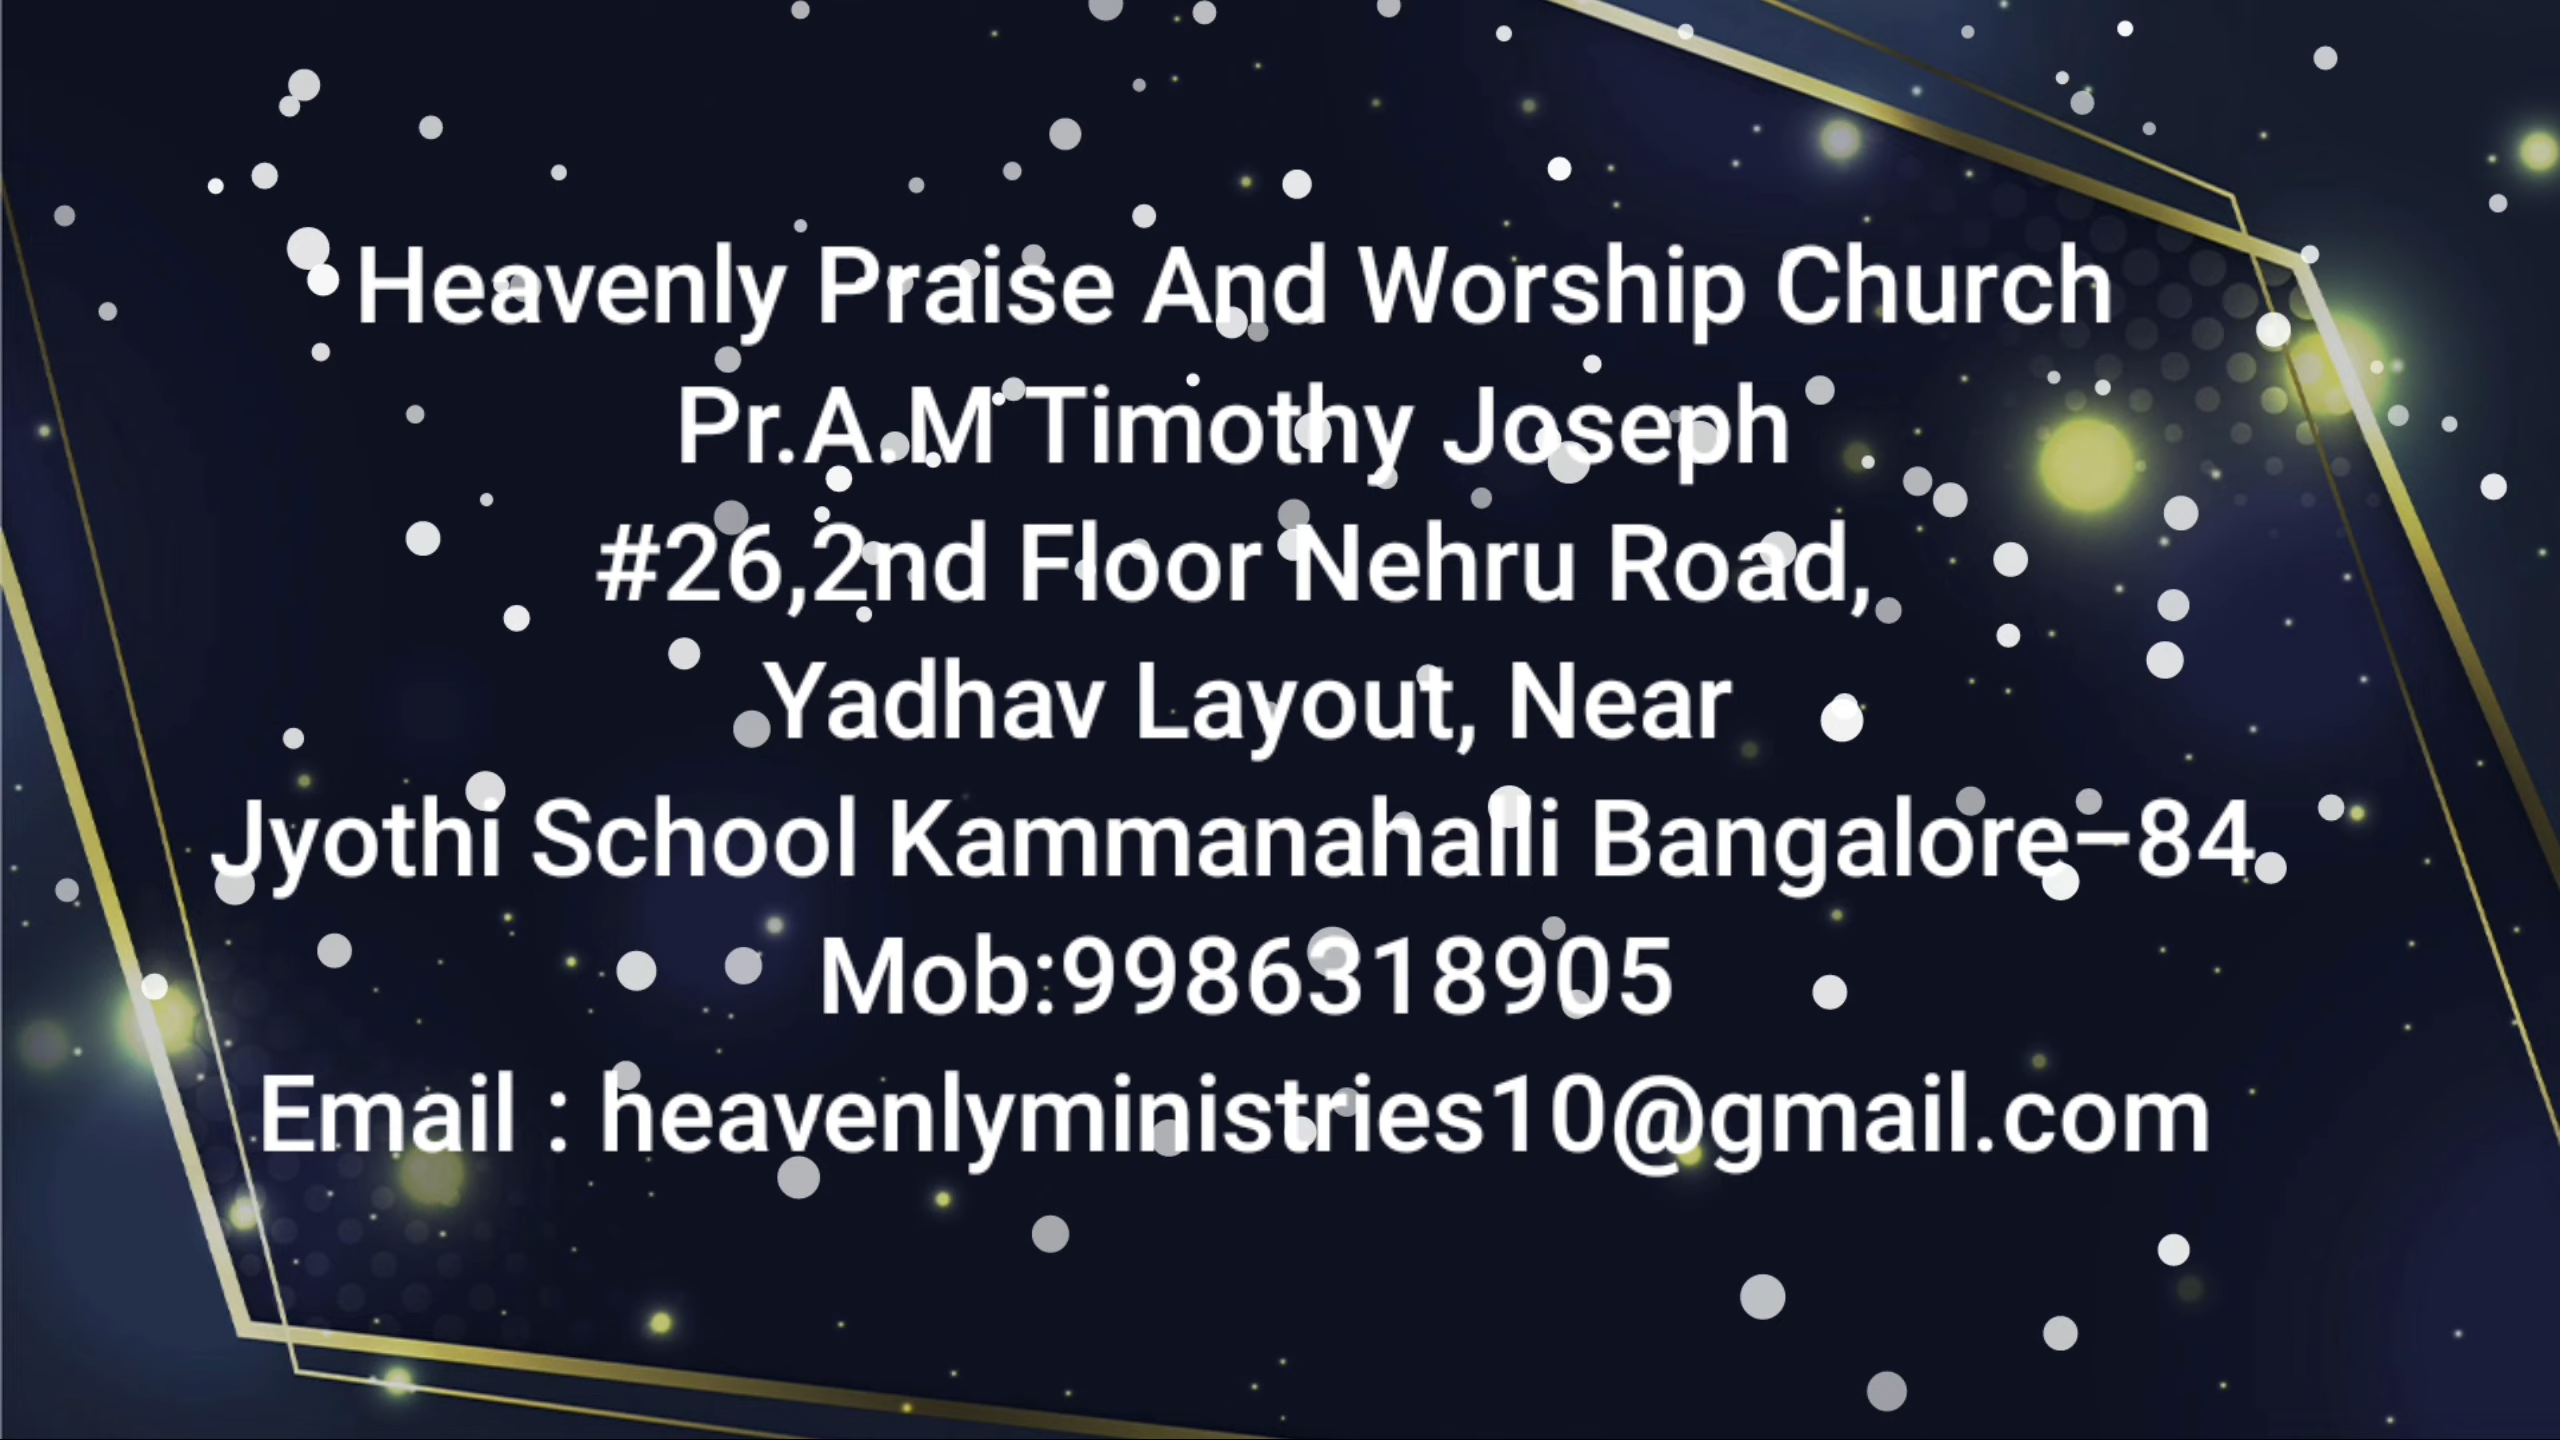 Heavenly Praise And Worship Church
Pr.A.M Timothy Joseph
#26,2nd Floor Nehru Road,
Yadhav Layout, Near
Jyothi School Kammanahalli Bangalore–84
Mob:9986318905
Email : heavenlyministries10@gmail.com